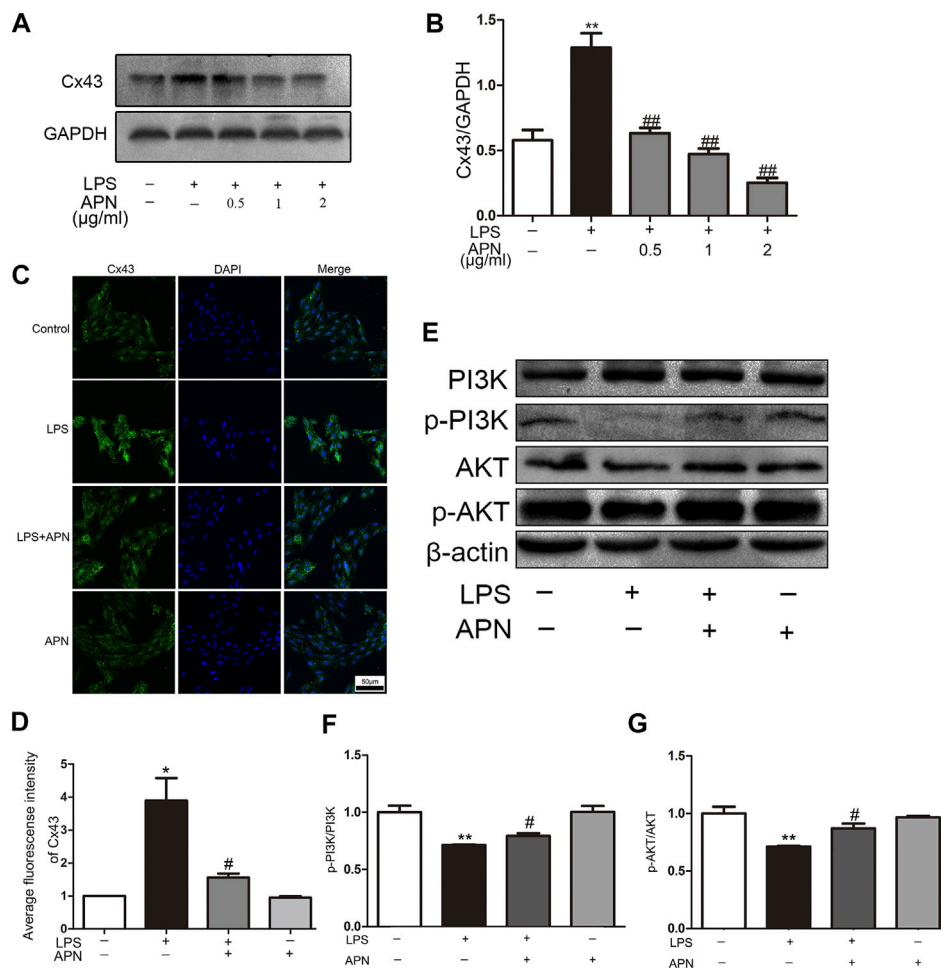 A
Cx43
GAPDH
LPS – + + + +
APN – – 0.5 1 2
(μg/ml)
B
Cx43/GAPDH
1.5
1.0
0.5
0.0
**
##
##
##
LPS – + + + +
APN – – 0.5 1 2
(μg/ml)
C
Cx43 DAPI Merge
Control
LPS
LPS+APN
APN
50μm
E
PI3K
p-PI3K
AKT
p-AKT
β-actin
LPS – + + –
APN – – + +
D
Average fluorescense intensity
of Cx43
6
4
2
1
0
*
#
LPS – + + –
APN – – + +
F
p-PI3K/PI3K
1.5
1.0
0.5
0.0
**
#
LPS – + + –
APN – – + +
G
p-AKT/AKT
1.5
1.0
0.5
0.0
**
#
LPS – + + –
APN – – + +